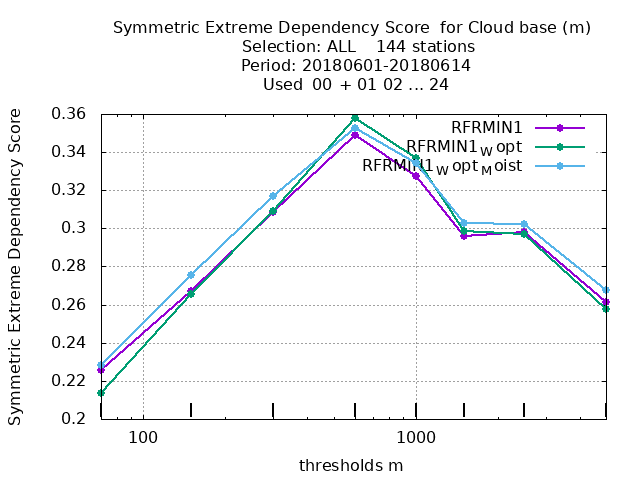 Symmetric Extreme Dependency Score  for Cloud base (m)
Selection: ALL    144 stations
Period: 20180601-20180614
Used  00  + 01 02 ... 24
Symmetric Extreme Dependency Score
0.36
0.34
0.32
0.3
0.28
0.26
0.24
0.22
0.2
RFRMIN1
RFRMIN1Wopt
RFRMIN1WoptMoist
100
1000
thresholds m